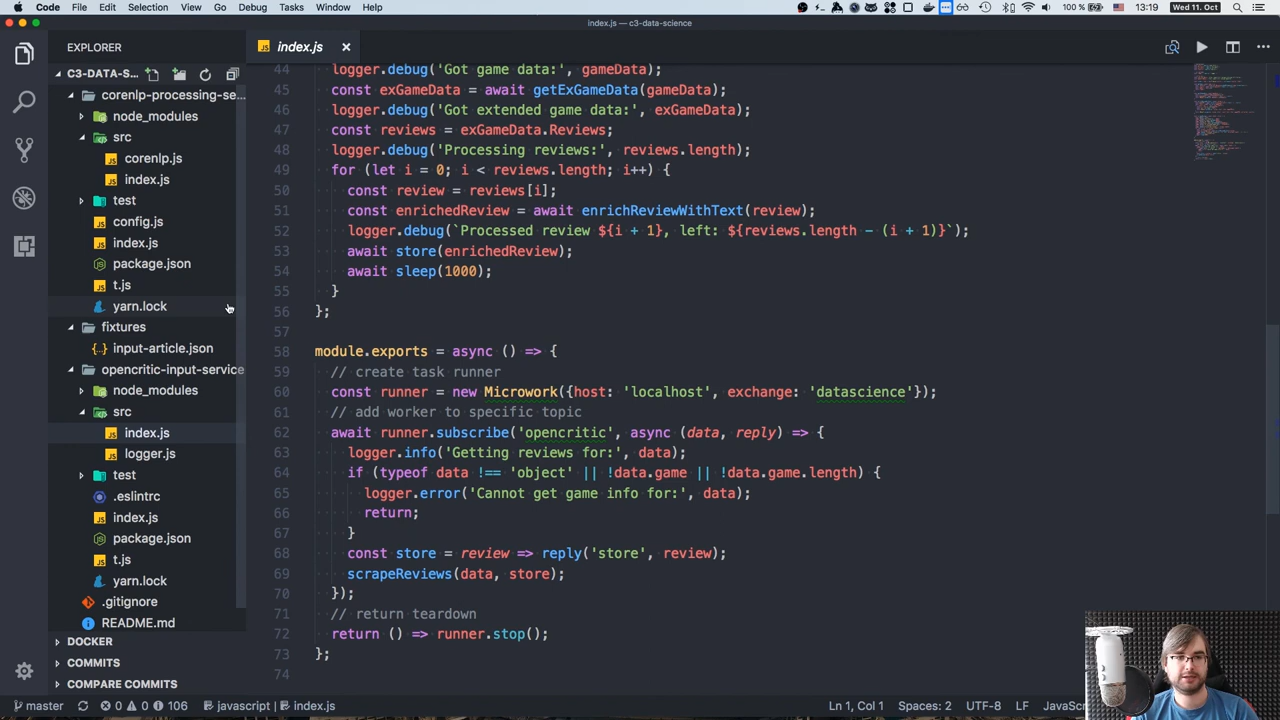 Code File Edit Selection View Go Debug Tasks Window Help 100 % 13:19 Wed 11. Oct
index.js — c3-data-science
EXPLORER
C3-DATA-S...
corenlp-processing-se...
node_modules
src
corenlp.js
index.js
test
config.js
index.js
package.json
t.js
yarn.lock
fixtures
input-article.json
opencritic-input-service
node_modules
src
index.js
logger.js
test
.eslintrc
index.js
package.json
t.js
yarn.lock
.gitignore
README.md
DOCKER
COMMITS
COMPARE COMMITS
index.js
44 logger.debug('Got game data:', gameData);
45 const exGameData = await getExGameData(gameData);
46 logger.debug('Got extended game data:', exGameData);
47 const reviews = exGameData.Reviews;
48 logger.debug('Processing reviews:', reviews.length);
49 for (let i = 0; i < reviews.length; i++) {
50 const review = reviews[i];
51 const enrichedReview = await enrichReviewWithText(review);
52 logger.debug(`Processed review ${i + 1}, left: ${reviews.length - (i + 1)}`);
53 await store(enrichedReview);
54 await sleep(1000);
55 }
56 };
57
58 module.exports = async () => {
59 // create task runner
60 const runner = new Microwork({host: 'localhost', exchange: 'datascience'});
61 // add worker to specific topic
62 await runner.subscribe('opencritic', async (data, reply) => {
63 logger.info('Getting reviews for:', data);
64 if (typeof data !== 'object' || !data.game || !data.game.length) {
65 logger.error('Cannot get game info for:', data);
66 return;
67 }
68 const store = review => reply('store', review);
69 scrapeReviews(data, store);
70 });
71 // return teardown
72 return () => runner.stop();
73 };
74
master 0 0 106 javascript | index.js Ln 1, Col 1 Spaces: 2 UTF-8 LF JavaSc